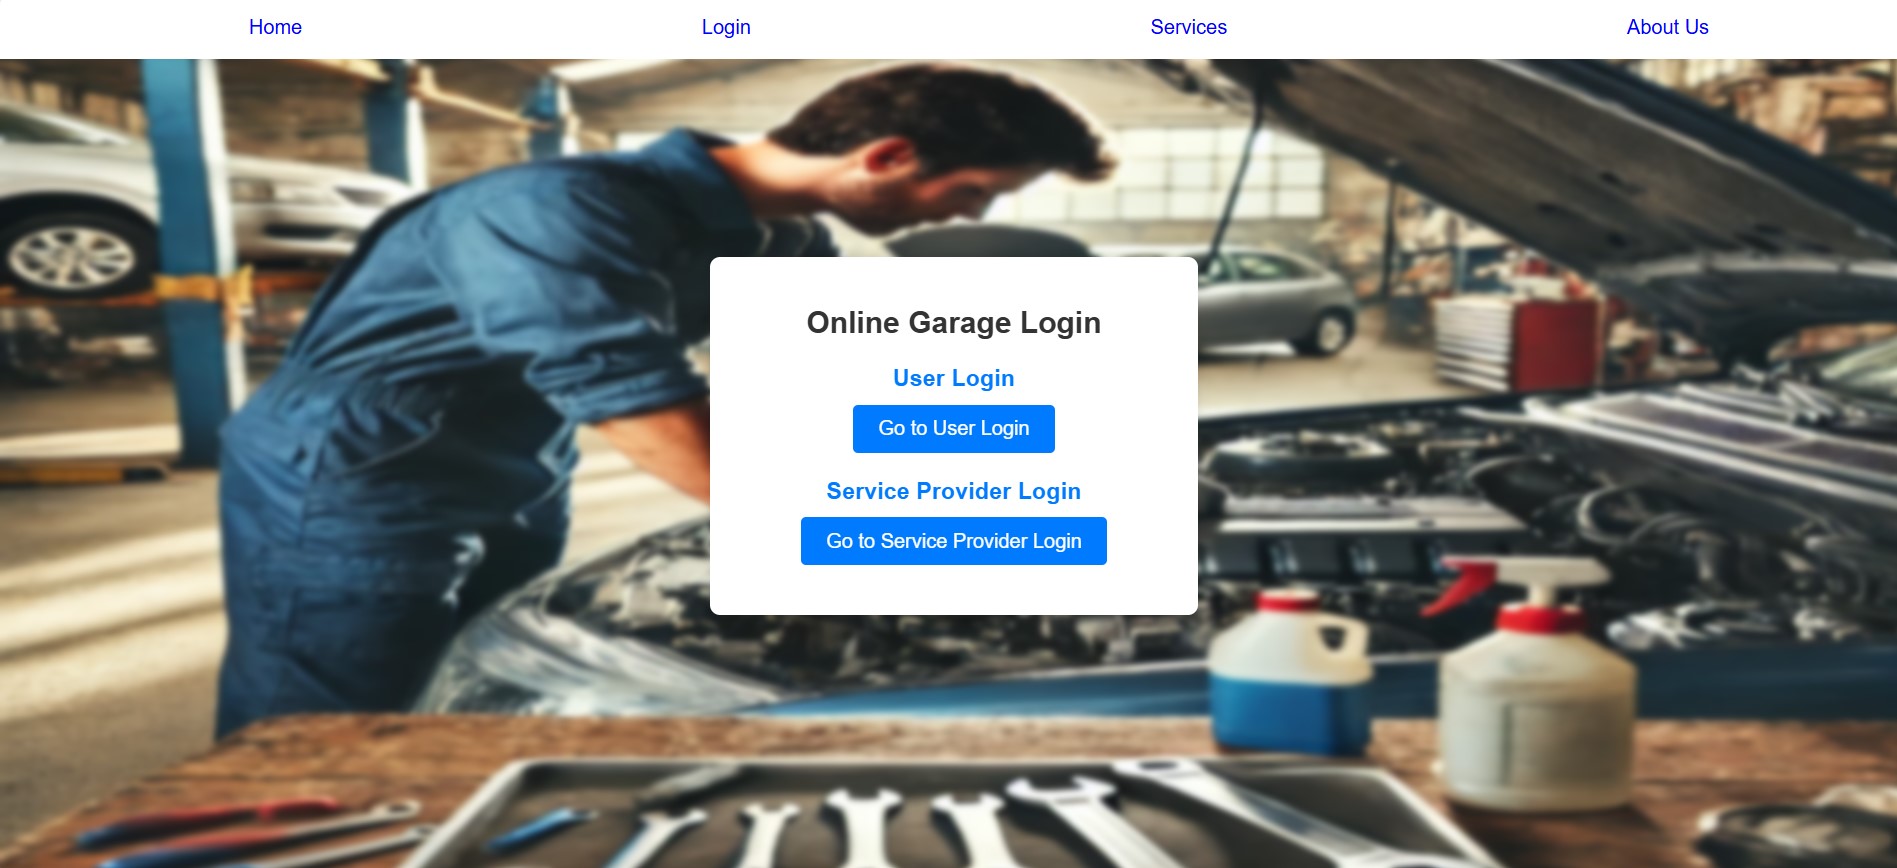 Home
Login
Services
About Us
Online Garage Login
User Login
Go to User Login
Service Provider Login
Go to Service Provider Login